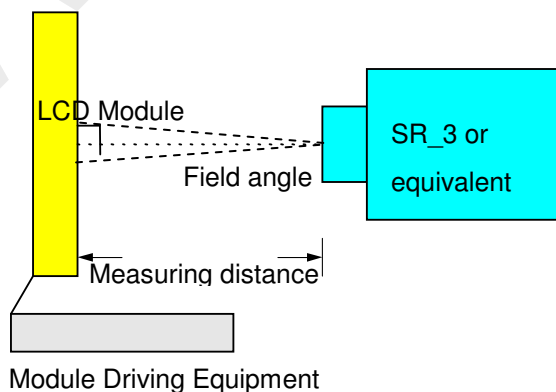 LCD Module
SR_3 or
equivalent
Field angle
Measuring distance
Module Driving Equipment